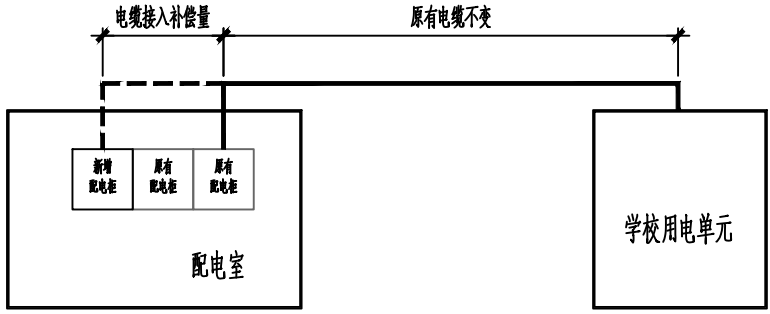 电缆接入补偿量
原有电缆不变
新增
配电柜
原有
配电柜
原有
配电柜
配电室
学校用电单元